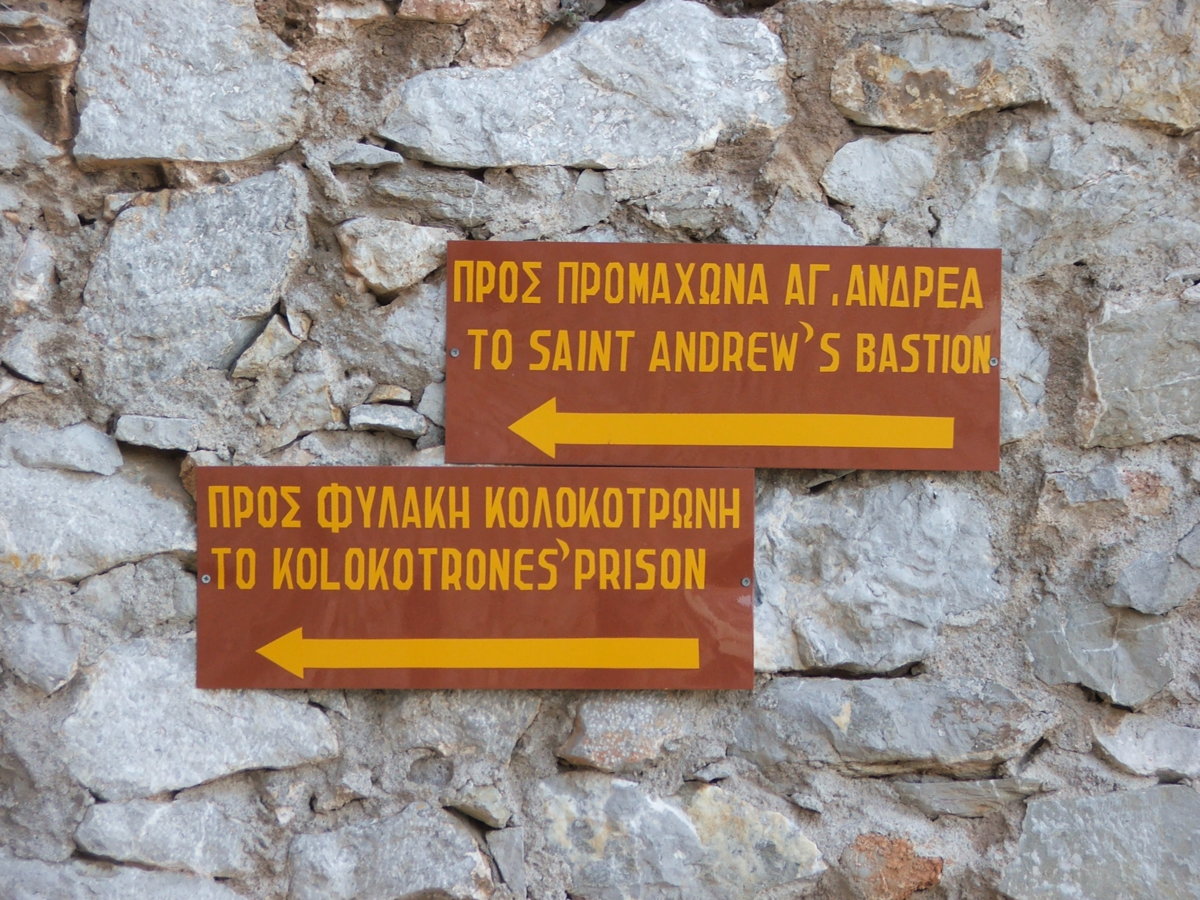 ΠΡΟΣ ΠΡΟΜΑΧΩΝΑ ΑΓ. ΑΝΔΡΕΑ
TO SAINT ANDREW'S BASTION
ΠΡΟΣ ΦΥΛΑΚΗ ΚΟΛΟΚΟΤΡΩΝΗ
TO KOLOKOTRONES' PRISON